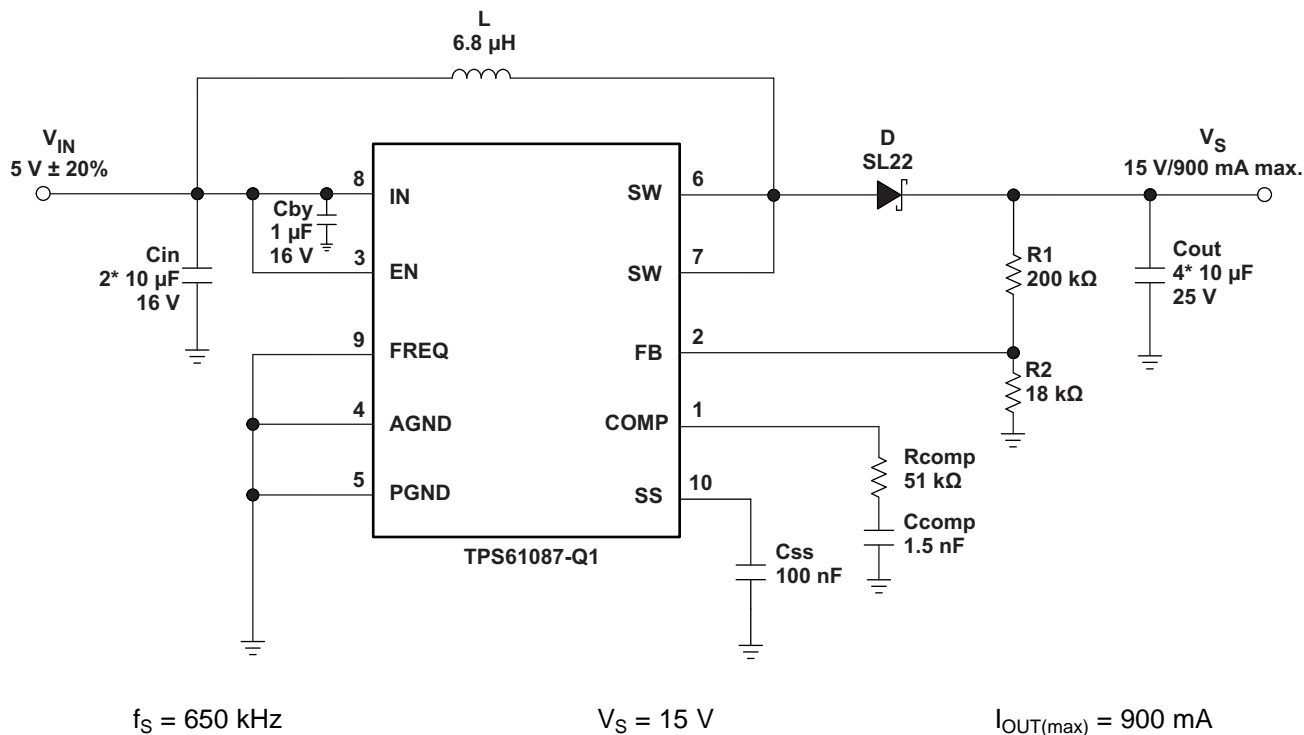 L
6.8 µH
V_IN
5 V ± 20%
Cin
2* 10 µF
16 V
Cby
1 µF
16 V
8
IN
3
EN
9
FREQ
4
AGND
5
PGND
SW
6
SW
7
FB
2
COMP
1
SS
10
TPS61087-Q1
D
SL22
V_S
15 V/900 mA max.
R1
200 kΩ
Cout
4* 10 µF
25 V
R2
18 kΩ
Rcomp
51 kΩ
Ccomp
1.5 nF
Css
100 nF
f_S = 650 kHz
V_S = 15 V
I_OUT(max) = 900 mA